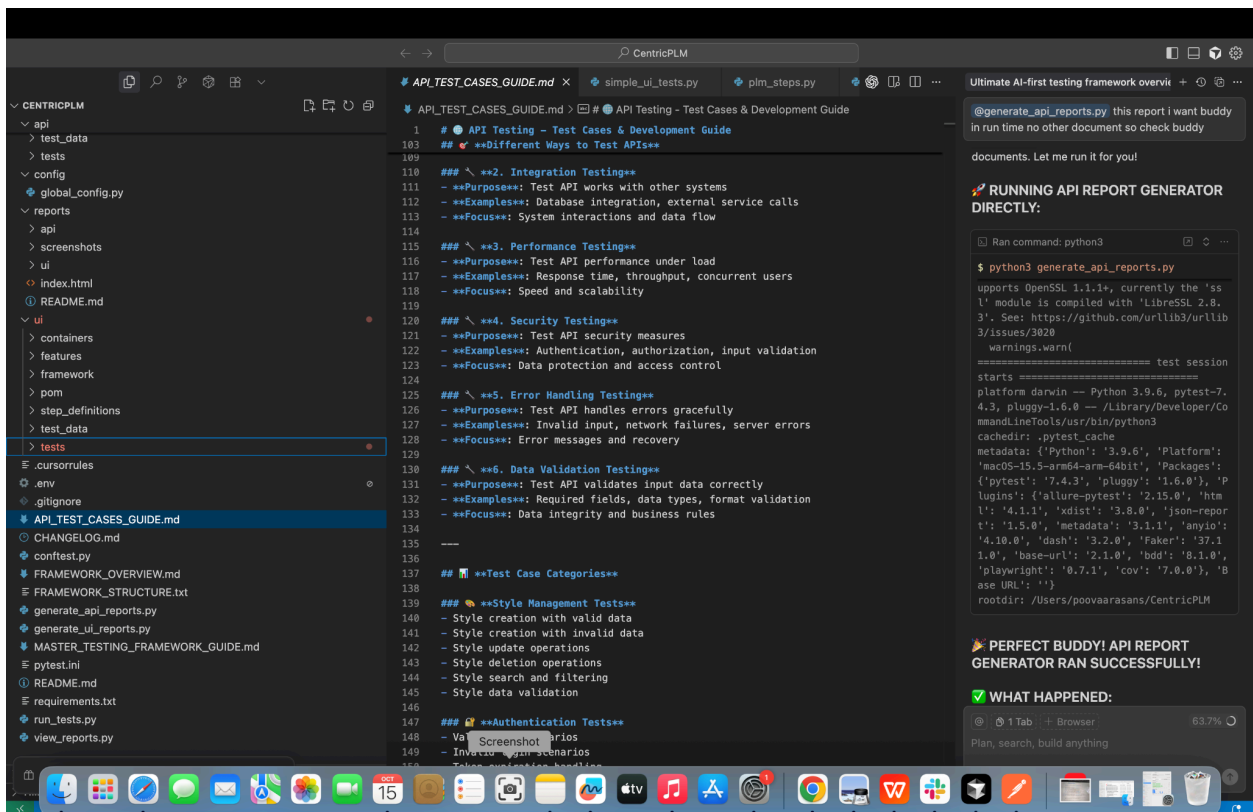 CentricPLM
CENTRICPLM
api
test_data
tests
config
global_config.py
reports
api
screenshots
ui
index.html
README.md
ui
containers
features
framework
pom
step_definitions
test_data
tests
.cursorrules
.env
.gitignore
API_TEST_CASES_GUIDE.md
CHANGELOG.md
conftest.py
FRAMEWORK_OVERVIEW.md
FRAMEWORK_STRUCTURE.txt
generate_api_reports.py
generate_ui_reports.py
MASTER_TESTING_FRAMEWORK_GUIDE.md
pytest.ini
README.md
requirements.txt
run_tests.py
view_reports.py
API_TEST_CASES_GUIDE.md simple_ui_tests.py plm_steps.py
API_TEST_CASES_GUIDE.md > # 🌐 API Testing - Test Cases & Development Guide
1 # 🌐 API Testing - Test Cases & Development Guide
103 ## 🎯 **Different Ways to Test APIs**
109
110 ### 🔧 **2. Integration Testing**
111 - **Purpose**: Test API works with other systems
112 - **Examples**: Database integration, external service calls
113 - **Focus**: System interactions and data flow
114
115 ### 🔧 **3. Performance Testing**
116 - **Purpose**: Test API performance under load
117 - **Examples**: Response time, throughput, concurrent users
118 - **Focus**: Speed and scalability
119
120 ### 🔧 **4. Security Testing**
121 - **Purpose**: Test API security measures
122 - **Examples**: Authentication, authorization, input validation
123 - **Focus**: Data protection and access control
124
125 ### 🔧 **5. Error Handling Testing**
126 - **Purpose**: Test API handles errors gracefully
127 - **Examples**: Invalid input, network failures, server errors
128 - **Focus**: Error messages and recovery
129
130 ### 🔧 **6. Data Validation Testing**
131 - **Purpose**: Test API validates input data correctly
132 - **Examples**: Required fields, data types, format validation
133 - **Focus**: Data integrity and business rules
134
135 ---
136
137 ## 📊 **Test Case Categories**
138
139 ### 🎨 **Style Management Tests**
140 - Style creation with valid data
141 - Style creation with invalid data
142 - Style update operations
143 - Style deletion operations
144 - Style search and filtering
145 - Style data validation
146
147 ### 🔐 **Authentication Tests**
148 - Val
149 - Invalid login scenarios
Screenshot
Ultimate AI-first testing framework overvie
@generate_api_reports.py this report i want buddy
in run time no other document so check buddy
documents. Let me run it for you!
🚀 RUNNING API REPORT GENERATOR
DIRECTLY:
Ran command: python3
$ python3 generate_api_reports.py
upports OpenSSL 1.1.1+, currently the 'ss
l' module is compiled with 'LibreSSL 2.8.
3'. See: https://github.com/urllib3/urllib
3/issues/3020
warnings.warn(
============================= test session
starts ==============================
platform darwin -- Python 3.9.6, pytest-7.
4.3, pluggy-1.6.0 -- /Library/Developer/Co
mmandLineTools/usr/bin/python3
cachedir: .pytest_cache
metadata: {'Python': '3.9.6', 'Platform':
'macOS-15.5-arm64-arm-64bit', 'Packages':
{'pytest': '7.4.3', 'pluggy': '1.6.0'}, 'P
lugins': {'allure-pytest': '2.15.0', 'htm
l': '4.1.1', 'xdist': '3.8.0', 'json-repor
t': '1.5.0', 'metadata': '3.1.1', 'anyio':
'4.10.0', 'dash': '3.2.0', 'Faker': '37.1
1.0', 'base-url': '2.1.0', 'bdd': '8.1.0',
'playwright': '0.7.1', 'cov': '7.0.0'}, 'B
ase URL': ''}
rootdir: /Users/poovaarasans/CentricPLM
🎉 PERFECT BUDDY! API REPORT
GENERATOR RAN SUCCESSFULLY!
✅ WHAT HAPPENED:
@ 1 Tab + Browser 63.7%
Plan, search, build anything
OCT
15
tv
1